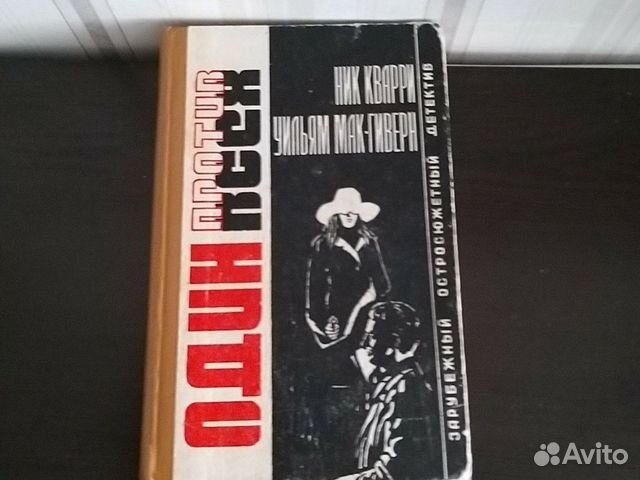 НИК КВАРРИ
УИЛЬЯМ МАК-ГИВЕРН
ОДИН
ПРОТИВ
ВСЕХ
ЗАРУБЕЖНЫЙ ОСТРОСЮЖЕТНЫЙ ДЕТЕКТИВ
Avito